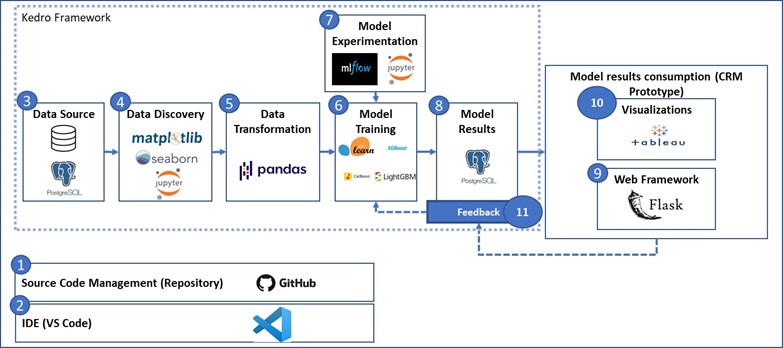 Kedro Framework
7
Model
Experimentation
mlflow
jupyter
3
Data Source
PostgreSQL
4
Data Discovery
matplotlib
seaborn
jupyter
5
Data
Transformation
pandas
6
Model
Training
learn
XGBoost
CatBoost
LightGBM
8
Model
Results
PostgreSQL
Feedback
11
Model results consumption (CRM
Prototype)
10
Visualizations
tableau
9
Web Framework
Flask
1
Source Code Management (Repository)
GitHub
2
IDE (VS Code)